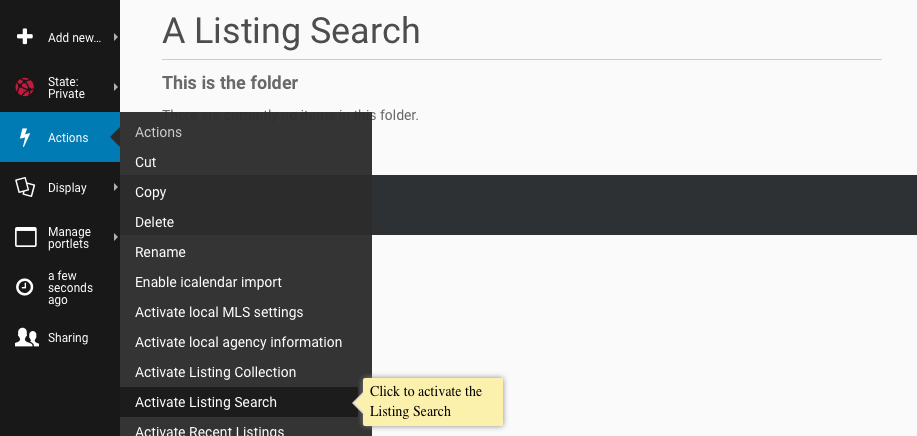 A Listing Search
This is the folder
There are currently no items in this folder.
Add new...
State:
Private
Actions
Display
Manage
portlets
a few
seconds
ago
Sharing
Actions
Cut
Copy
Delete
Rename
Enable icalendar import
Activate local MLS settings
Activate local agency information
Activate Listing Collection
Activate Listing Search
Activate Recent Listings
Click to activate the
Listing Search